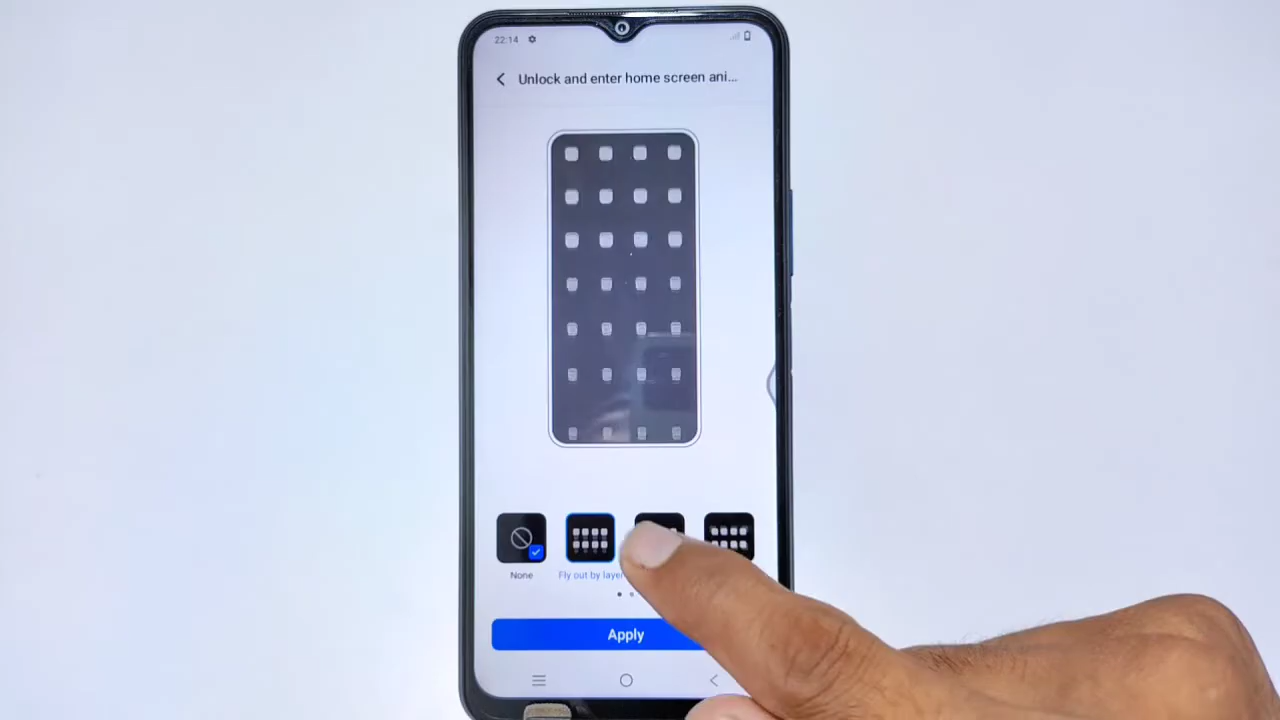 22:14
Unlock and enter home screen ani...
None
Fly out by layer
Apply